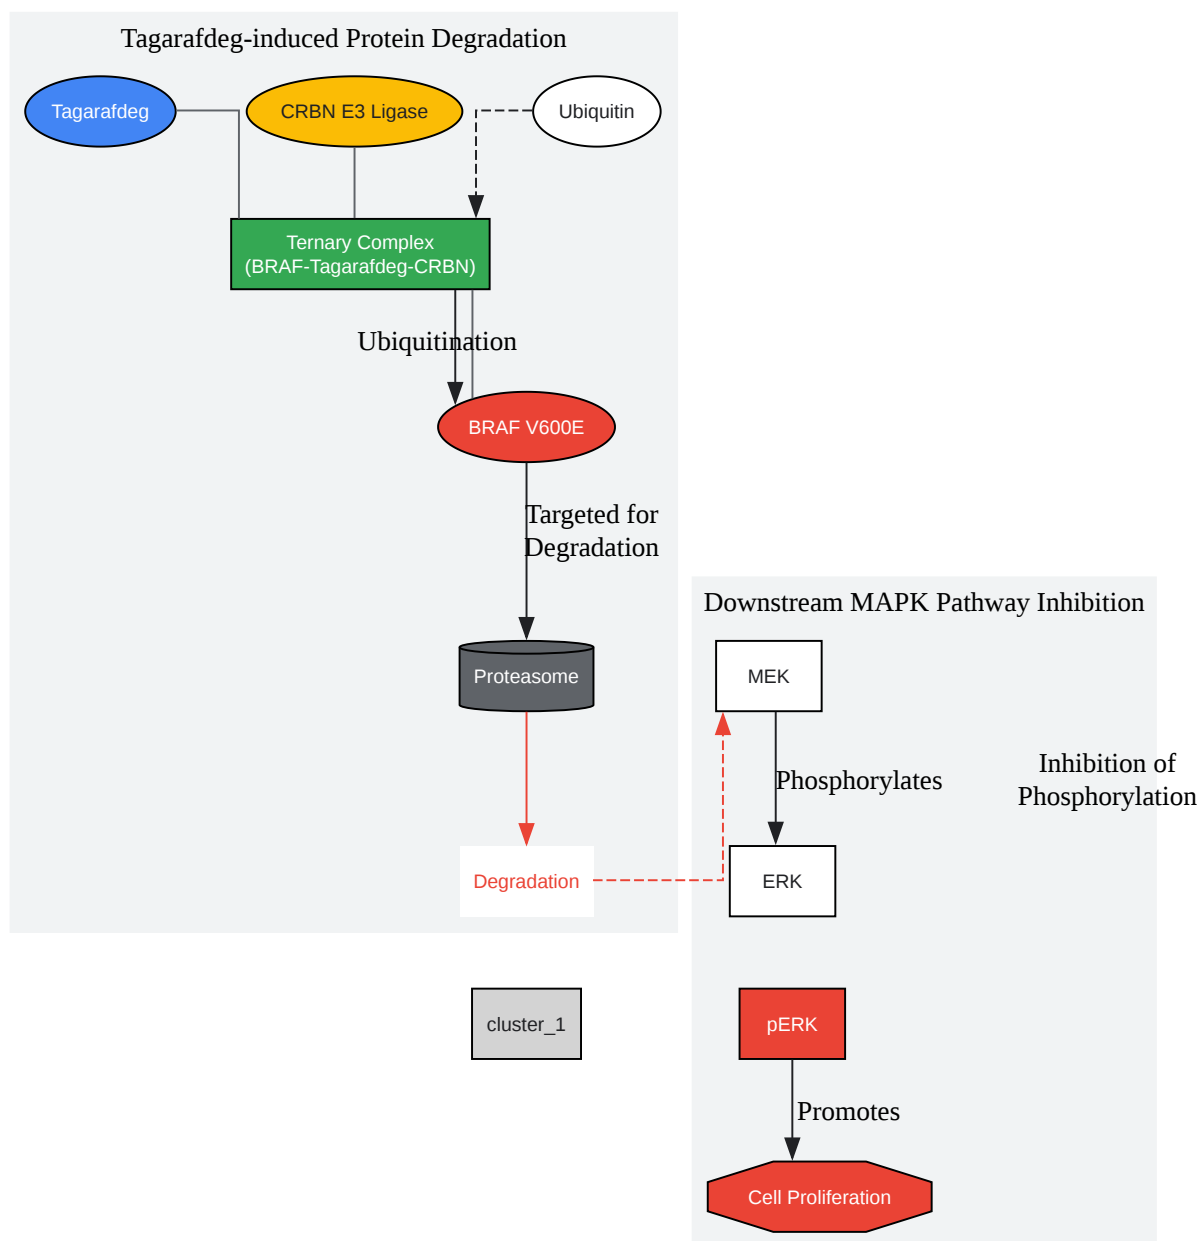 Tagarafdeg-induced Protein Degradation
Tagarafdeg
CRBN E3 Ligase
Ubiquitin
Ternary Complex
(BRAF-Tagarafdeg-CRBN)
Ubiquitination
BRAF V600E
Targeted for
Degradation
Proteasome
Degradation
Downstream MAPK Pathway Inhibition
MEK
Phosphorylates
Inhibition of
Phosphorylation
ERK
cluster_1
pERK
Promotes
Cell Proliferation